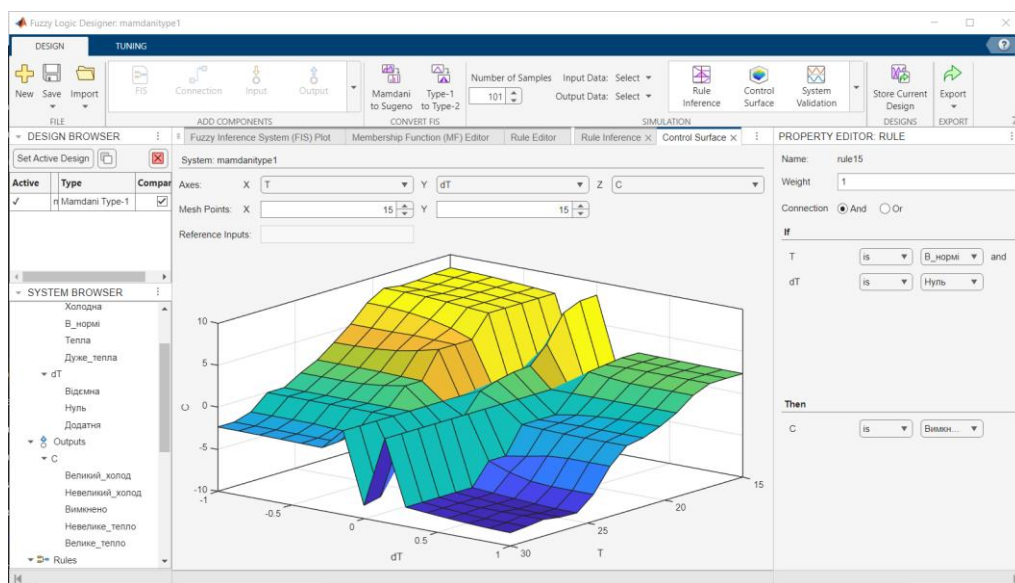 Fuzzy Logic Designer: mamdanitype1
DESIGN TUNING
New Save Import FIS Connection Input Output Mamdani to Sugeno Type-1 to Type-2 Number of Samples 101 Input Data: Select Output Data: Select Rule Inference Control Surface System Validation Store Current Design Export
FILE ADD COMPONENTS CONVERT FIS SIMULATION DESIGNS EXPORT
DESIGN BROWSER
Set Active Design
Active Type Compar
✓ Mamdani Type-1
SYSTEM BROWSER
Холодна
В_нормі
Тепла
Дуже_тепла
dT
Відємна
Нуль
Додатня
Outputs
C
Великий_холод
Невеликий_холод
Вимкнено
Невелике_тепло
Велике_тепло
Rules
Fuzzy Inference System (FIS) Plot Membership Function (MF) Editor Rule Editor Rule Inference Control Surface
System: mamdanitype1
Axes: X T Y dT Z C
Mesh Points: X 15 Y 15
Reference Inputs:
10
5
0
-5
-10
C
-1
-0.5
0
0.5
1
dT
30
25
20
15
T
PROPERTY EDITOR: RULE
Name: rule15
Weight 1
Connection And Or
If
T is В_нормі and
dT is Нуль
Then
C is Вимкн...